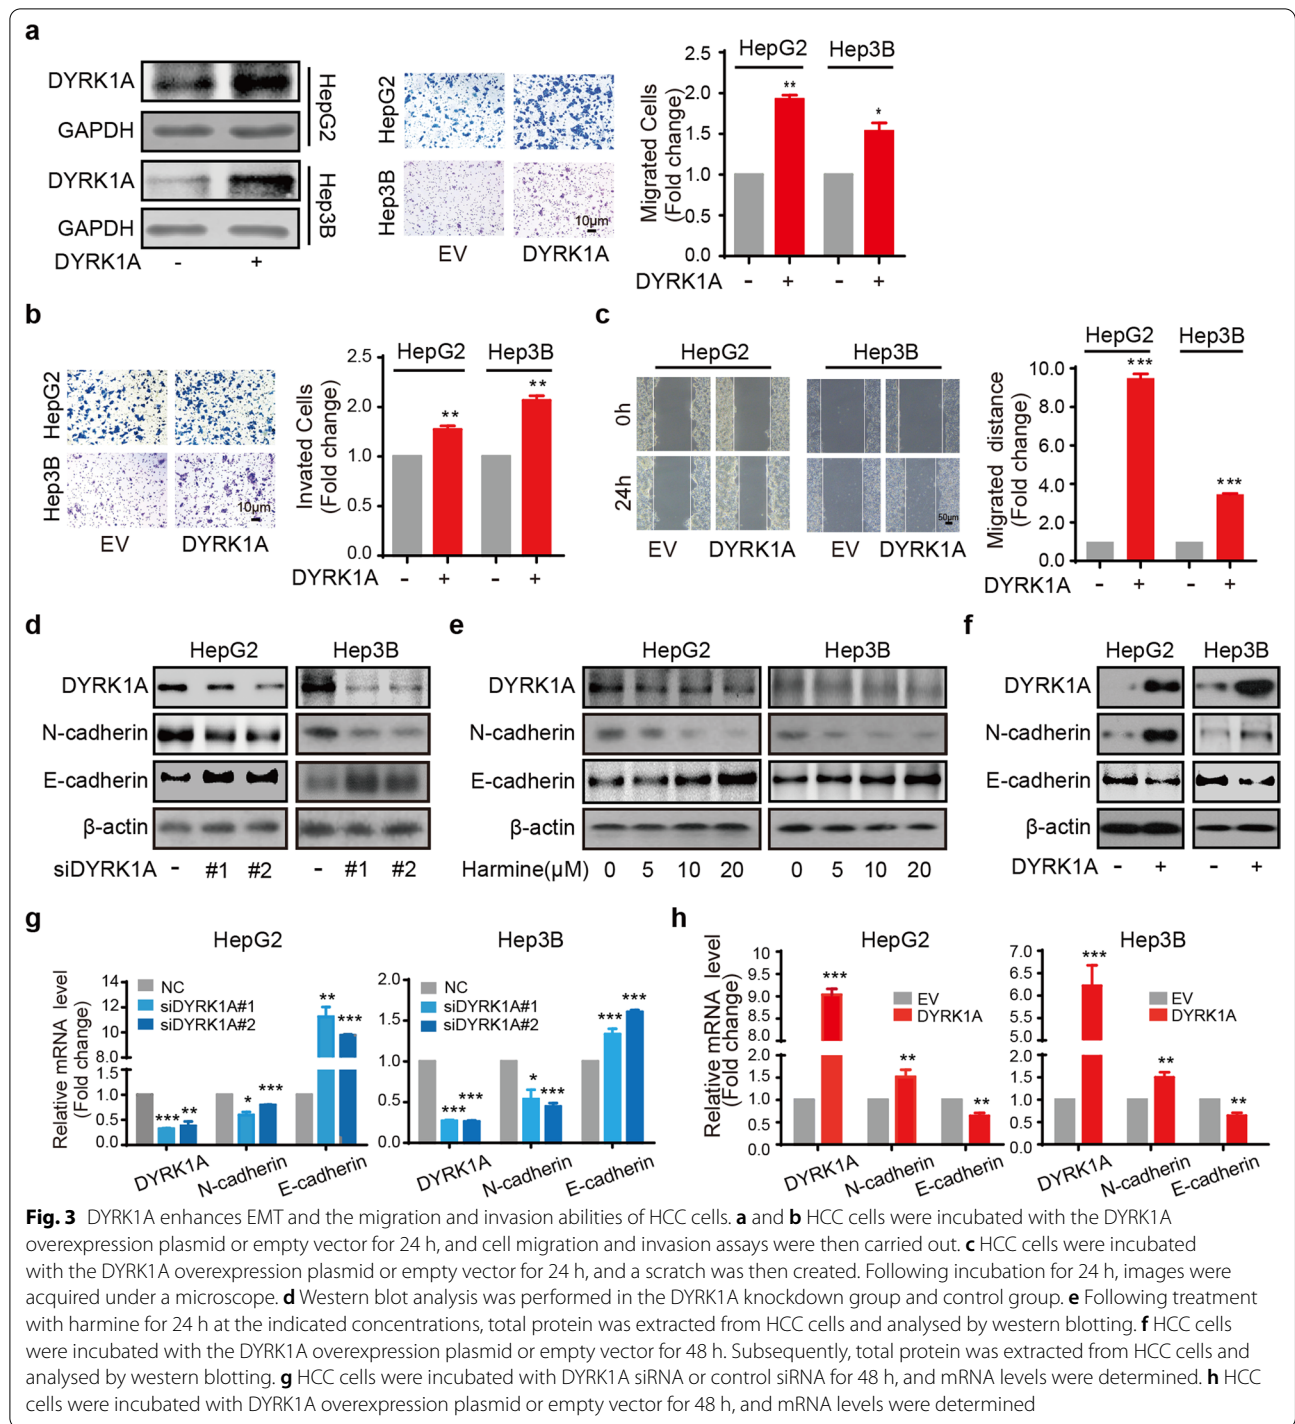 a
DYRK1A
GAPDH
DYRK1A
GAPDH
DYRK1A - +
HepG2
Hep3B
HepG2
Hep3B
10µm
EV DYRK1A
HepG2 Hep3B
Migrated Cells
(Fold change)
2.5
2.0
1.5
1.0
0.5
0.0
** *
DYRK1A - + - +
b
HepG2
Hep3B
10µm
EV DYRK1A
HepG2 Hep3B
Invated Cells
(Fold change)
2.5
2.0
1.0
0.5
0.0
** **
DYRK1A - + - +
c
HepG2 Hep3B
0h
24h
50µm
EV DYRK1A EV DYRK1A
HepG2 Hep3B
Migrated distance
(Fold change)
10.0
8.0
6.0
4.0
2.0
0.0
*** ***
DYRK1A - + - +
d
HepG2 Hep3B
DYRK1A
N-cadherin
E-cadherin
β-actin
siDYRK1A - #1 #2 - #1 #2
e
HepG2 Hep3B
DYRK1A
N-cadherin
E-cadherin
β-actin
Harmine(µM) 0 5 10 20 0 5 10 20
f
HepG2 Hep3B
DYRK1A
N-cadherin
E-cadherin
β-actin
DYRK1A - + - +
g
HepG2
Relative mRNA level
(Fold change)
14
12
10
8.0
1.0
0.5
0.0
NC
siDYRK1A#1
siDYRK1A#2
*** ** * *** ** ***
DYRK1A N-cadherin E-cadherin
Hep3B
2.0
1.5
1.0
0.5
0.0
NC
siDYRK1A#1
siDYRK1A#2
*** *** * *** *** ***
DYRK1A N-cadherin E-cadherin
h
HepG2
Relative mRNA level
(Fold change)
10
9.5
9.0
8.5
8.0
2.0
1.5
1.0
0.5
0.0
EV
DYRK1A
*** ** **
DYRK1A N-cadherin E-cadherin
Hep3B
7.0
6.5
6.0
5.5
5.0
2.0
1.5
1.0
0.5
0.0
EV
DYRK1A
*** ** **
DYRK1A N-cadherin E-cadherin
Fig. 3 DYRK1A enhances EMT and the migration and invasion abilities of HCC cells. a and b HCC cells were incubated with the DYRK1A
overexpression plasmid or empty vector for 24 h, and cell migration and invasion assays were then carried out. c HCC cells were incubated
with the DYRK1A overexpression plasmid or empty vector for 24 h, and a scratch was then created. Following incubation for 24 h, images were
acquired under a microscope. d Western blot analysis was performed in the DYRK1A knockdown group and control group. e Following treatment
with harmine for 24 h at the indicated concentrations, total protein was extracted from HCC cells and analysed by western blotting. f HCC cells
were incubated with the DYRK1A overexpression plasmid or empty vector for 48 h. Subsequently, total protein was extracted from HCC cells and
analysed by western blotting. g HCC cells were incubated with DYRK1A siRNA or control siRNA for 48 h, and mRNA levels were determined. h HCC
cells were incubated with DYRK1A overexpression plasmid or empty vector for 48 h, and mRNA levels were determined